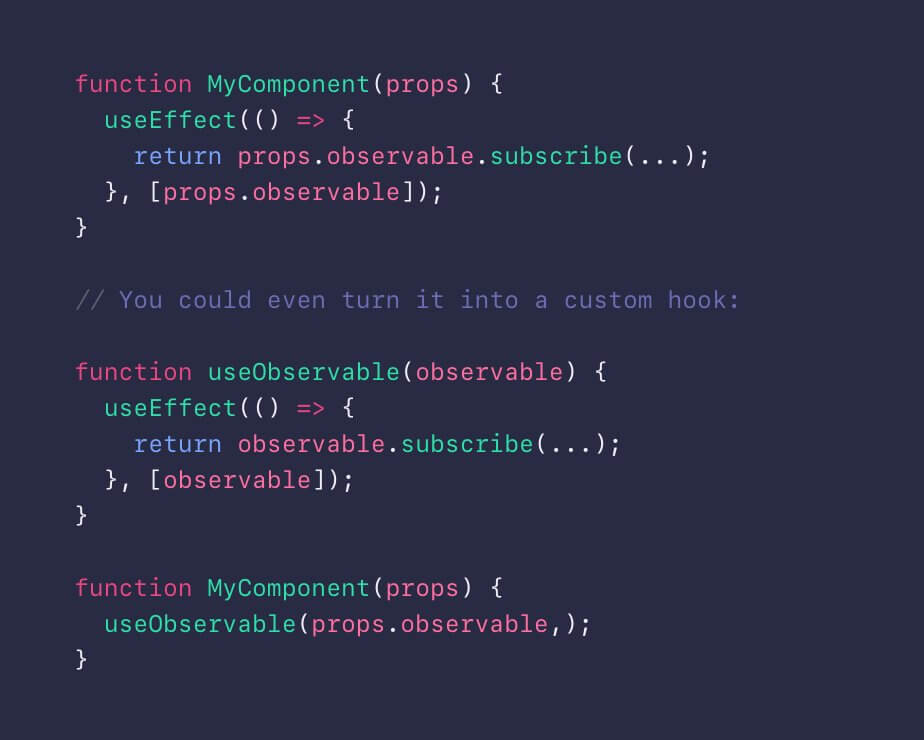 function MyComponent(props) {
  useEffect(() => {
    return props.observable.subscribe(...);
  }, [props.observable]);
}

// You could even turn it into a custom hook:

function useObservable(observable) {
  useEffect(() => {
    return observable.subscribe(...);
  }, [observable]);
}

function MyComponent(props) {
  useObservable(props.observable,);
}